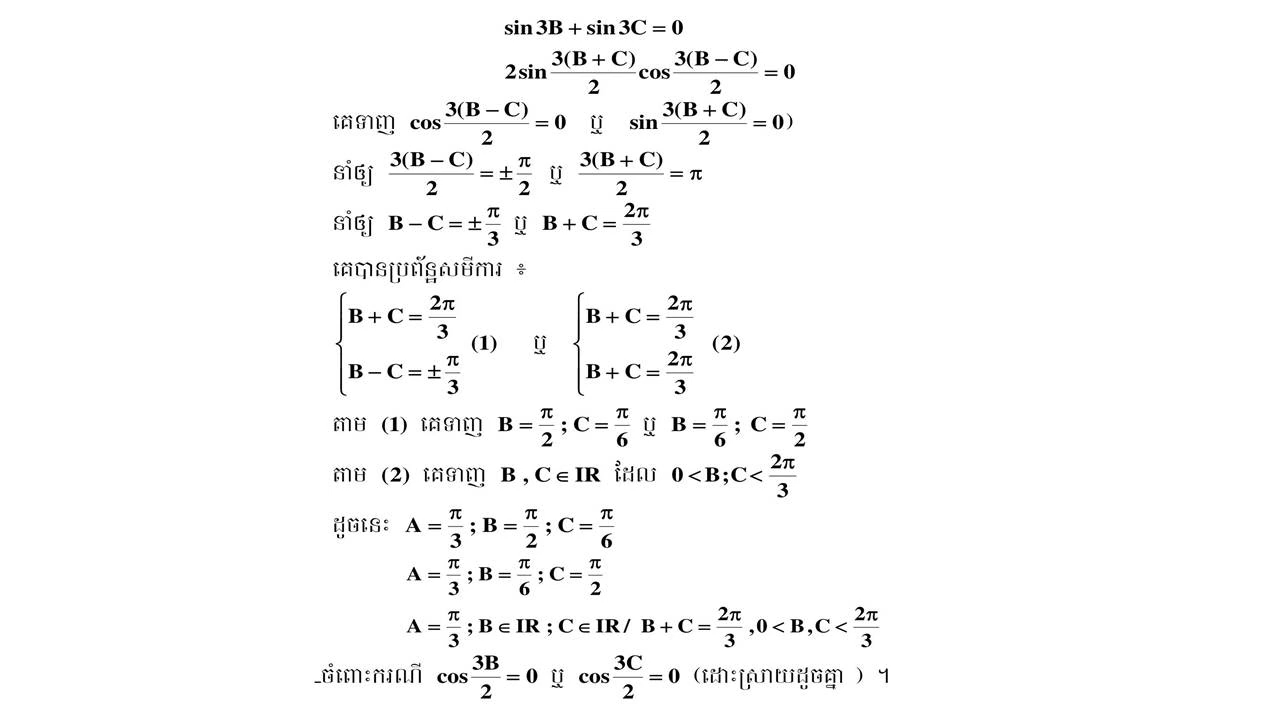 sin 3B + sin 3C = 0
2 sin 3(B + C)/2 cos 3(B − C)/2 = 0
គេទាញ cos 3(B − C)/2 = 0 ឬ sin 3(B + C)/2 = 0)
នាំឲ្យ 3(B − C)/2 = ± π/2 ឬ 3(B + C)/2 = π
នាំឲ្យ B − C = ± π/3 ឬ B + C = 2π/3
គេបានប្រព័ន្ឋសមីការ ៖
{ B + C = 2π/3 ; B − C = ± π/3 (1) ឬ { B + C = 2π/3 ; B + C = 2π/3 (2)
តាម (1) គេទាញ B = π/2 ; C = π/6 ឬ B = π/6 ; C = π/2
តាម (2) គេទាញ B , C ∈ IR ដែល 0 < B ; C < 2π/3
ដូចនេះ A = π/3 ; B = π/2 ; C = π/6
A = π/3 ; B = π/6 ; C = π/2
A = π/3 ; B ∈ IR ; C ∈ IR / B + C = 2π/3 , 0 < B , C < 2π/3
-ចំពោះករណី cos 3B/2 = 0 ឬ cos 3C/2 = 0 (ដោះស្រាយដូចគ្នា ) ។